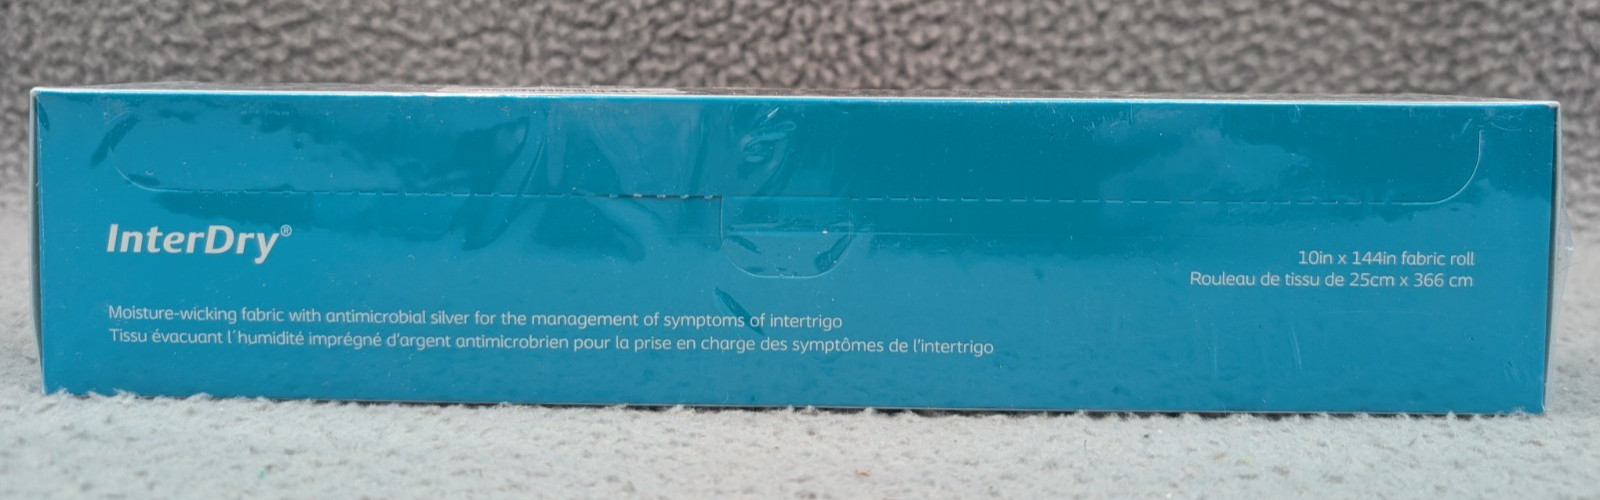 InterDry®
10in x 144in fabric roll
Rouleau de tissu de 25cm x 366 cm
Moisture-wicking fabric with antimicrobial silver for the management of symptoms of intertrigo
Tissu évacuant l´humidité imprégné d'argent antimicrobrien pour la prise en charge des symptômes de l'intertrigo